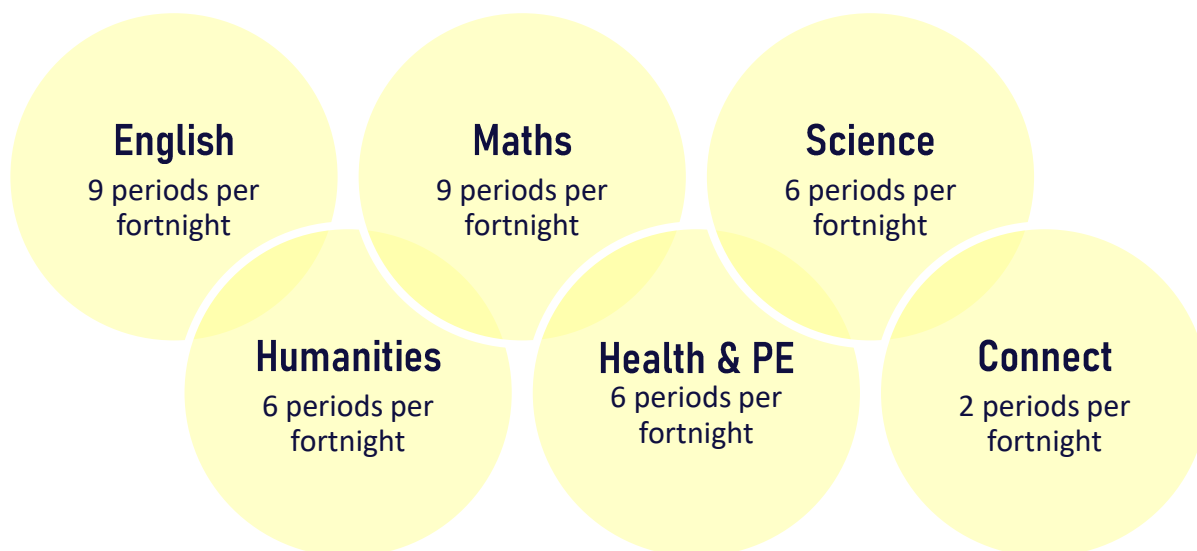 English
9 periods per
fortnight
Maths
9 periods per
fortnight
Science
6 periods per
fortnight
Humanities
6 periods per
fortnight
Health & PE
6 periods per
fortnight
Connect
2 periods per
fortnight